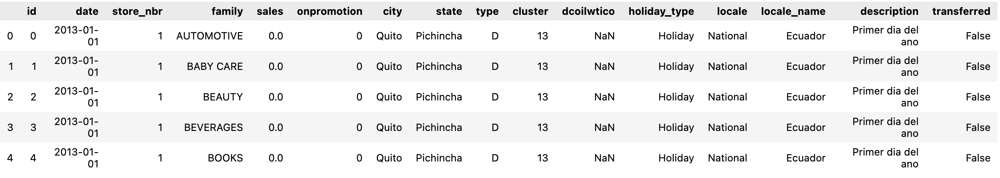 id date store_nbr family sales onpromotion city state type cluster dcoilwtico holiday_type locale locale_name description transferred
0 0 2013-01-01 1 AUTOMOTIVE 0.0 0 Quito Pichincha D 13 NaN Holiday National Ecuador Primer dia del ano False
1 1 2013-01-01 1 BABY CARE 0.0 0 Quito Pichincha D 13 NaN Holiday National Ecuador Primer dia del ano False
2 2 2013-01-01 1 BEAUTY 0.0 0 Quito Pichincha D 13 NaN Holiday National Ecuador Primer dia del ano False
3 3 2013-01-01 1 BEVERAGES 0.0 0 Quito Pichincha D 13 NaN Holiday National Ecuador Primer dia del ano False
4 4 2013-01-01 1 BOOKS 0.0 0 Quito Pichincha D 13 NaN Holiday National Ecuador Primer dia del ano False